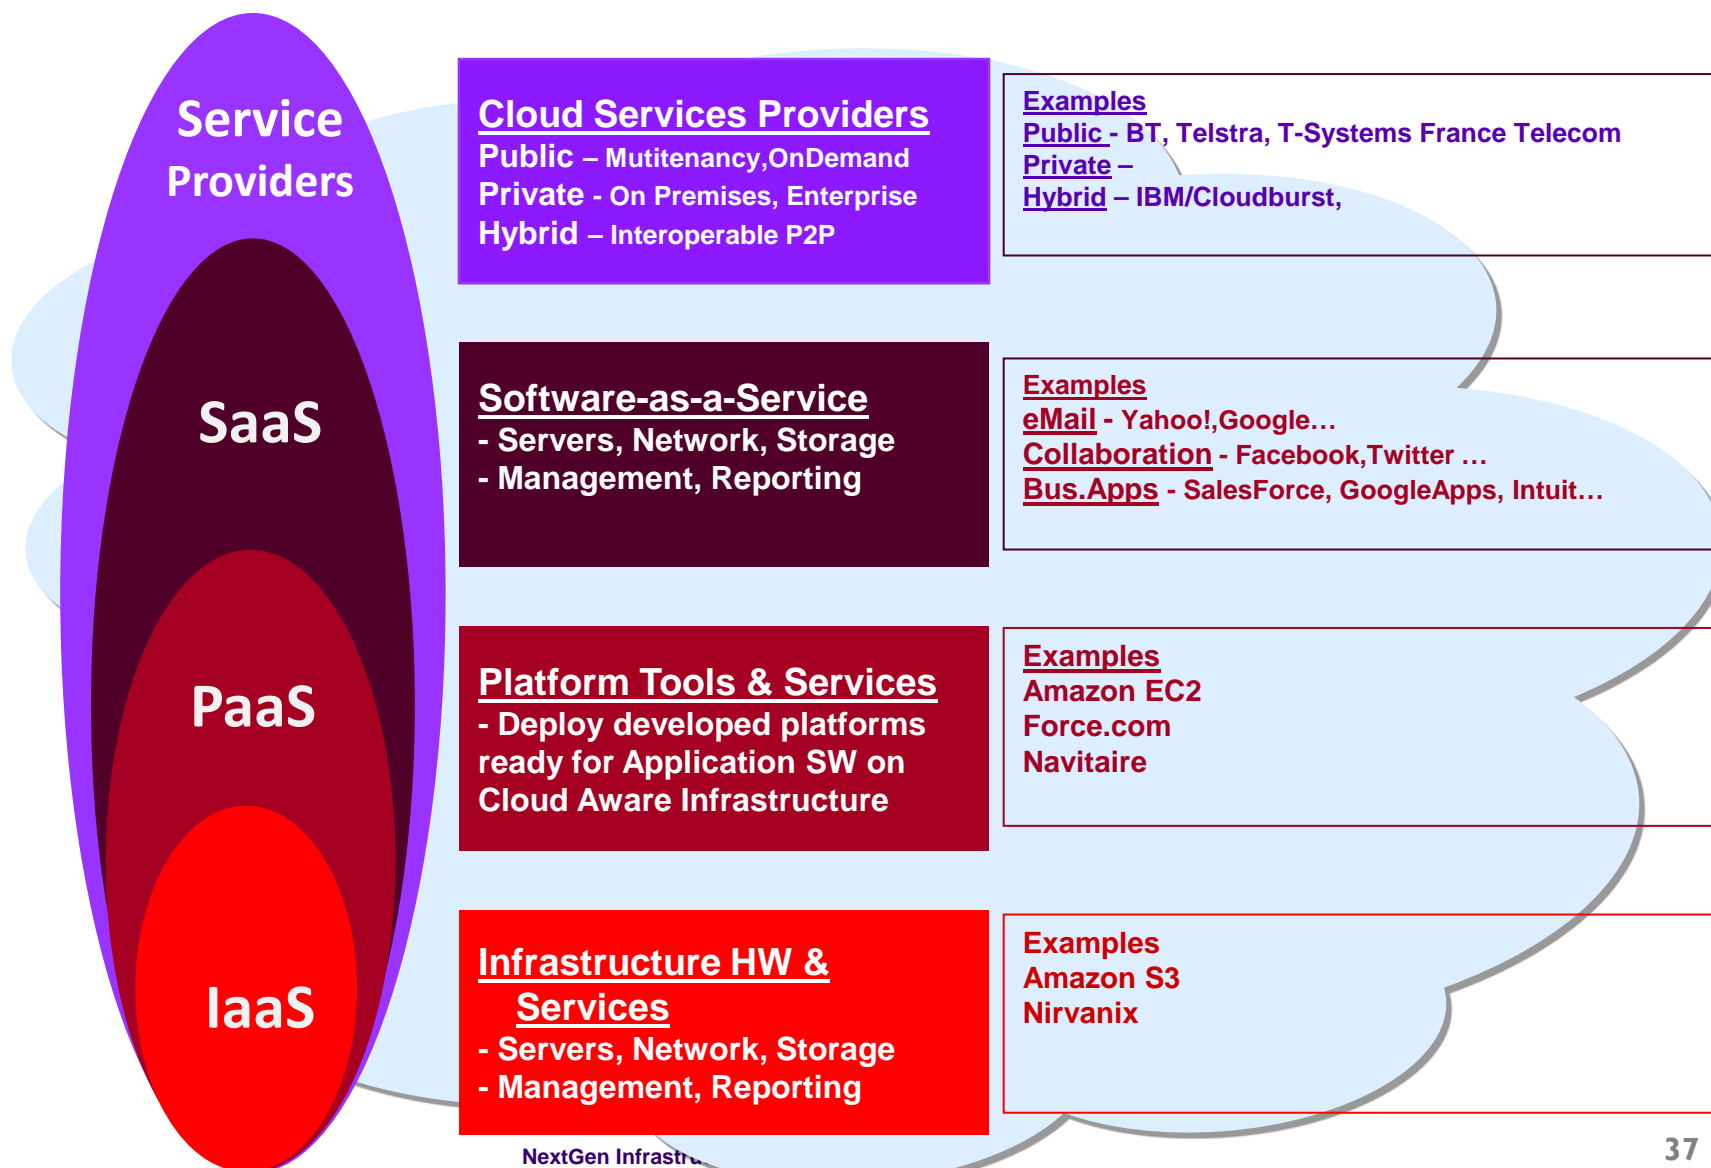 Service
Providers
SaaS
PaaS
IaaS
Cloud Services Providers
Public – Mutitenancy,OnDemand
Private - On Premises, Enterprise
Hybrid – Interoperable P2P
Examples
Public - BT, Telstra, T-Systems France Telecom
Private –
Hybrid – IBM/Cloudburst,
Software-as-a-Service
- Servers, Network, Storage
- Management, Reporting
Examples
eMail - Yahoo!,Google…
Collaboration - Facebook,Twitter …
Bus.Apps - SalesForce, GoogleApps, Intuit…
Platform Tools & Services
- Deploy developed platforms
ready for Application SW on
Cloud Aware Infrastructure
Examples
Amazon EC2
Force.com
Navitaire
Infrastructure HW &
Services
- Servers, Network, Storage
- Management, Reporting
Examples
Amazon S3
Nirvanix
NextGen
37